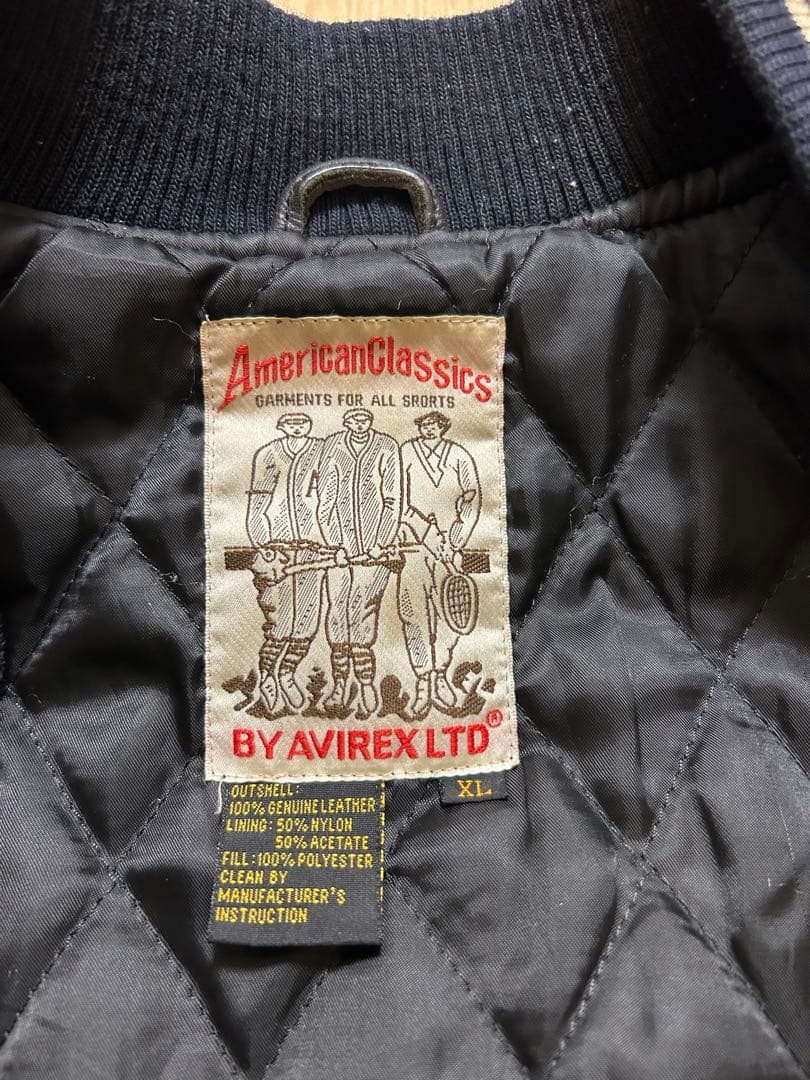 AmericanClassics
GARMENTS FOR ALL SPORTS
A
BY AVIREX LTD®
XL
OUTSHELL:
100% GENUINE LEATHER
LINING: 50% NYLON
50% ACETATE
FILL: 100% POLYESTER
CLEAN BY
MANUFACTURER'S
INSTRUCTION